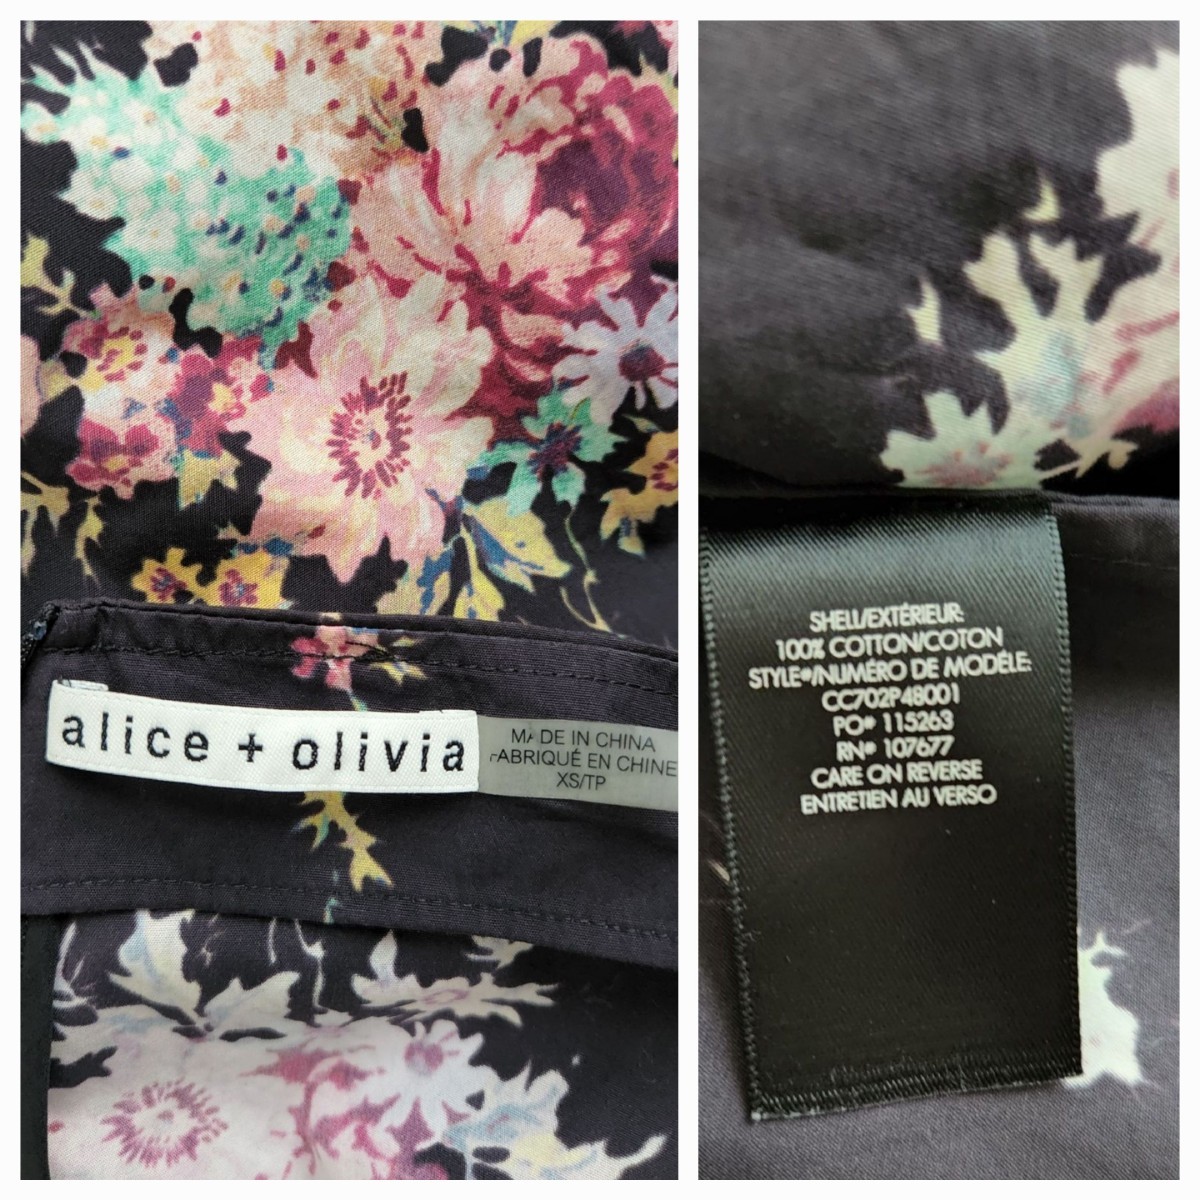 alice + olivia
MADE IN CHINA
FABRIQUÉ EN CHINE
XS/TP
SHELL/EXTÉRIEUR:
100% COTTON/COTON
STYLE#/NUMÉRO DE MODÉLE:
CC702P48001
PO# 115263
RN# 107677
CARE ON REVERSE
ENTRETIEN AU VERSO